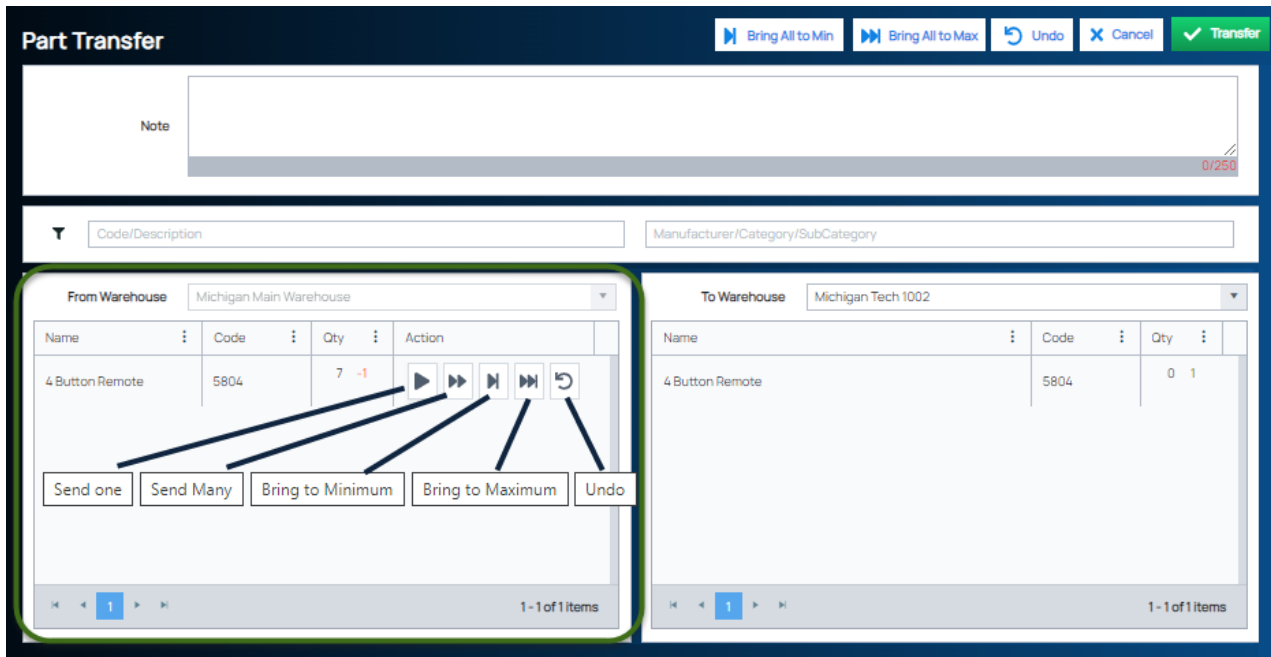 Part Transfer
Bring All to Min
Bring All to Max
Undo
Cancel
Transfer
Note
0/250
Code/Description
Manufacturer/Category/SubCategory
From Warehouse
Michigan Main Warehouse
Name
Code
Qty
Action
4 Button Remote
5804
7 -1
Send one
Send Many
Bring to Minimum
Bring to Maximum
Undo
1
1 - 1 of 1 items
To Warehouse
Michigan Tech 1002
Name
Code
Qty
4 Button Remote
5804
0 1
1
1 - 1 of 1 items